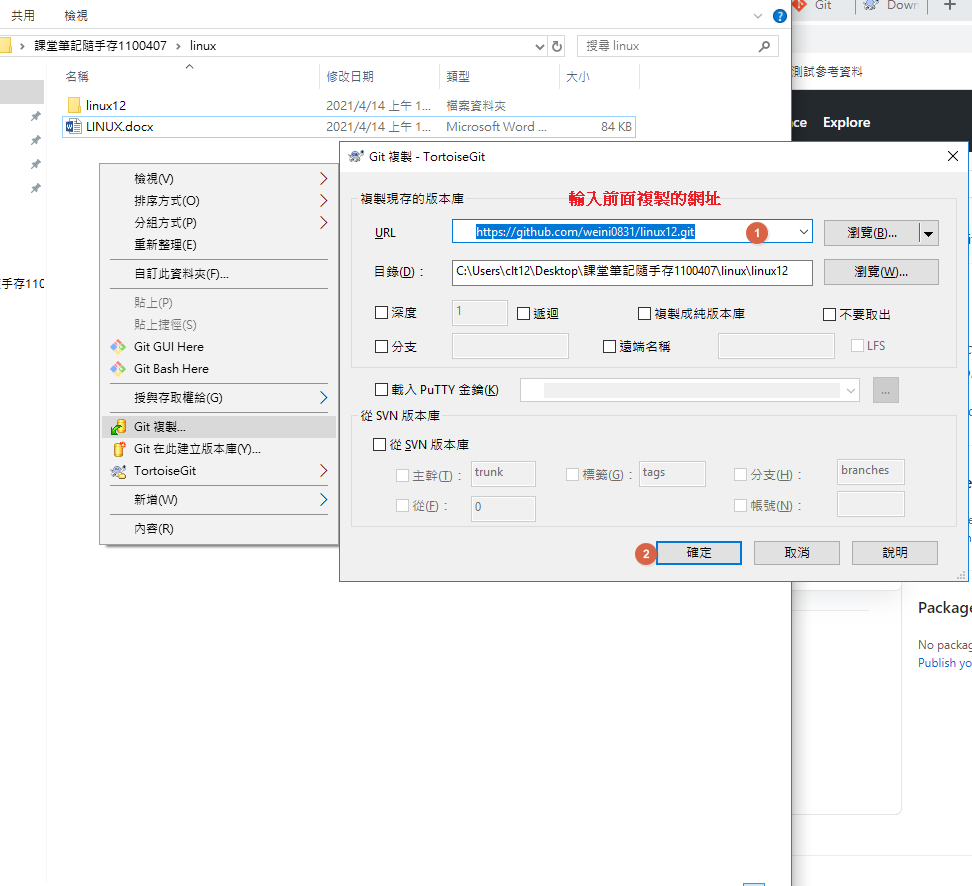 共用 檢視
Git Down
課堂筆記隨手存1100407 linux 搜尋 linux
測試參考資料
名稱 修改日期 類型 大小
linux12 2021/4/14 上午 1... 檔案資料夾
LINUX.docx 2021/4/14 上午 1... Microsoft Word ... 84 KB
Explore
手存110
檢視(V)
排序方式(O)
分組方式(P)
重新整理(E)
自訂此資料夾(F)...
貼上(P)
貼上捷徑(S)
Git GUI Here
Git Bash Here
授與存取權給(G)
Git 複製...
Git 在此建立版本庫(Y)...
TortoiseGit
新增(W)
內容(R)
Git 複製 - TortoiseGit
複製現存的版本庫 輸入前面複製的網址
URL https://github.com/weini0831/linux12.git 1 瀏覽(B)...
目錄(D)： C:\Users\clt12\Desktop\課堂筆記隨手存1100407\linux\linux12 瀏覽(W)...
深度 1 遞迴 複製成純版本庫 不要取出
分支 遠端名稱 LFS
載入 PuTTY 金鑰(K) ...
從 SVN 版本庫
從 SVN 版本庫
主幹(T)： trunk 標籤(G)： tags 分支(H)： branches
從(F)： 0 帳號(N)：
2 確定 取消 說明
Package
No packag
Publish yo